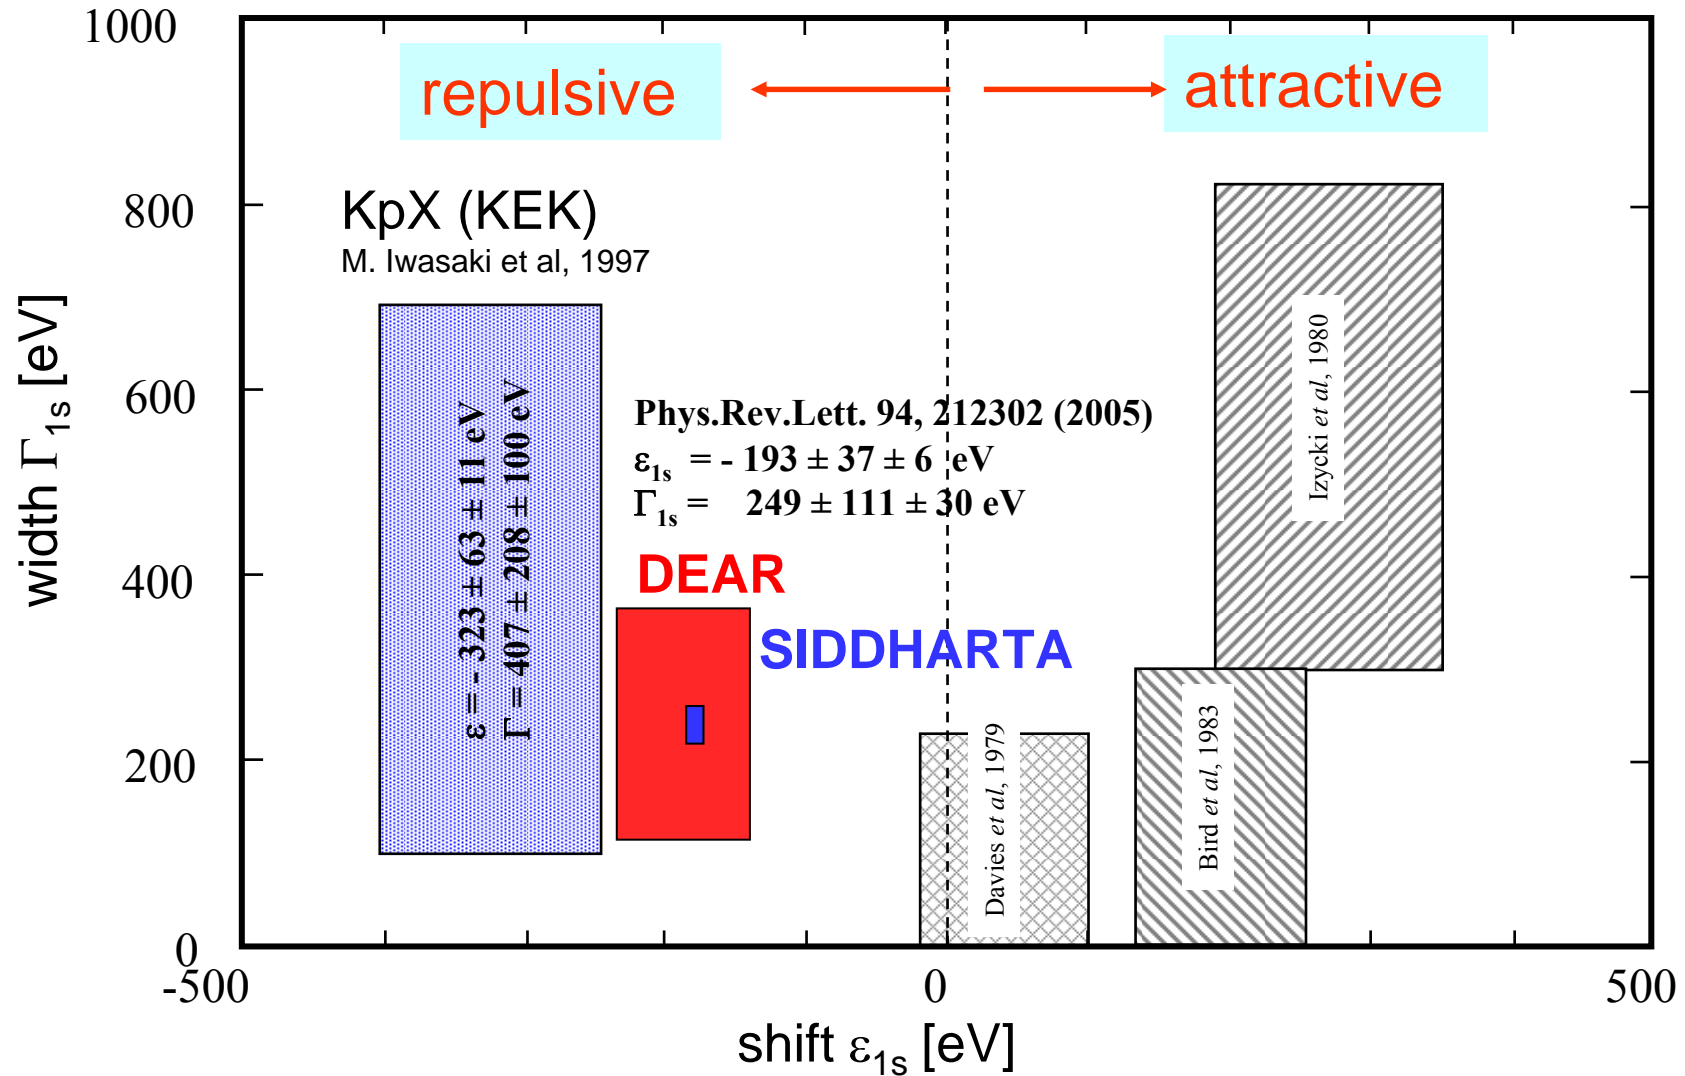 1000
repulsive
attractive
800
KpX (KEK)
M. Iwasaki et al, 1997
ε = - 323 ± 63 ± 11 eV
Γ = 407 ± 208 ± 100 eV
Izycki et al, 1980
600
Phys.Rev.Lett. 94, 212302 (2005)
ε1s = - 193 ± 37 ± 6 eV
Γ1s = 249 ± 111 ± 30 eV
width Γ1s [eV]
400
DEAR
SIDDHARTA
Davies et al, 1979
Bird et al, 1983
200
0
-500
0
500
shift ε1s [eV]